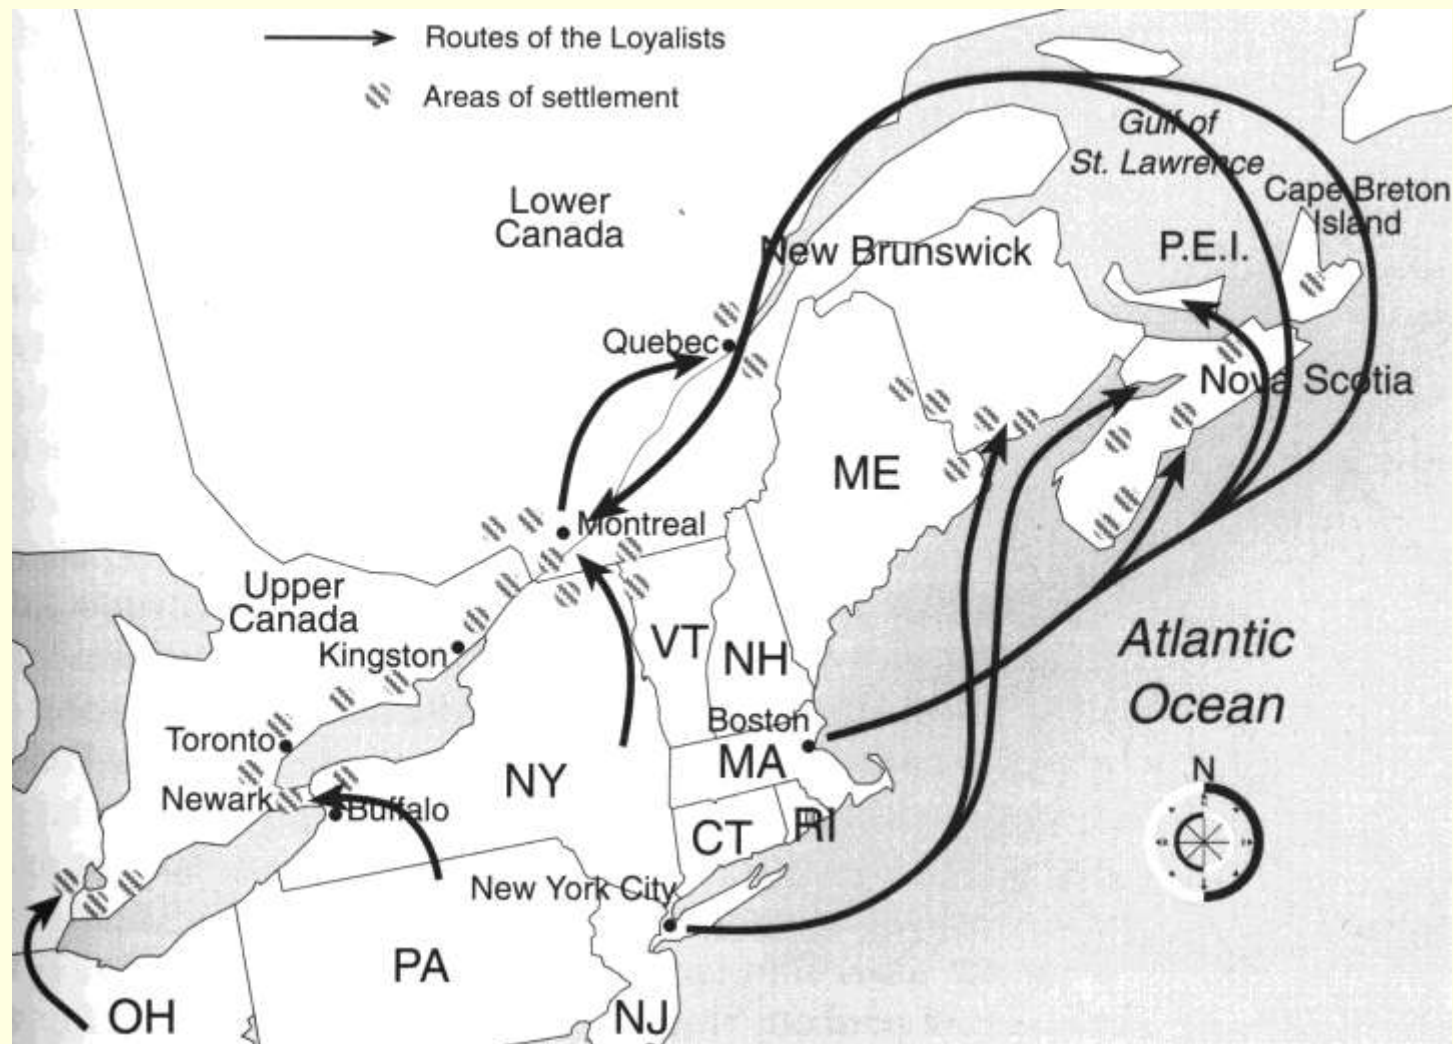 Routes of the Loyalists
Areas of settlement
Gulf of
St. Lawrence
Lower
Canada
Cape Breton
Island
New Brunswick
P.E.I.
Quebec
Nova Scotia
ME
Montreal
Upper
Canada
Kingston
VT
NH
Atlantic
Ocean
Boston
Toronto
MA
N
NY
Newark
Buffalo
CT
RI
New York City
PA
OH
NJ